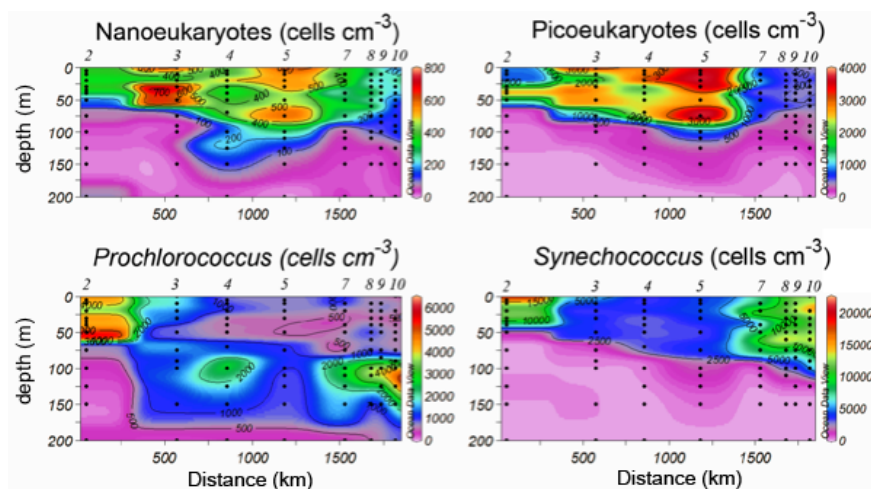 Nanoeukaryotes (cells cm-3)
2 3 4 5 7 8 9 10
depth (m)
0
50
100
150
200
500 1000 1500
800
600
400
200
0
Ocean Data View
Picoeukaryotes (cells cm-3)
2 3 4 5 7 8 9 10
0
50
100
150
200
500 1000 1500
4000
3000
2000
1000
0
Ocean Data View
Prochlorococcus (cells cm-3)
2 3 4 5 7 8 9 10
depth (m)
0
50
100
150
200
500 1000 1500
Distance (km)
6000
5000
4000
3000
2000
1000
0
Ocean Data View
Synechococcus (cells cm-3)
2 3 4 5 7 8 9 10
0
50
100
150
200
500 1000 1500
Distance (km)
20000
15000
10000
5000
0
Ocean Data View